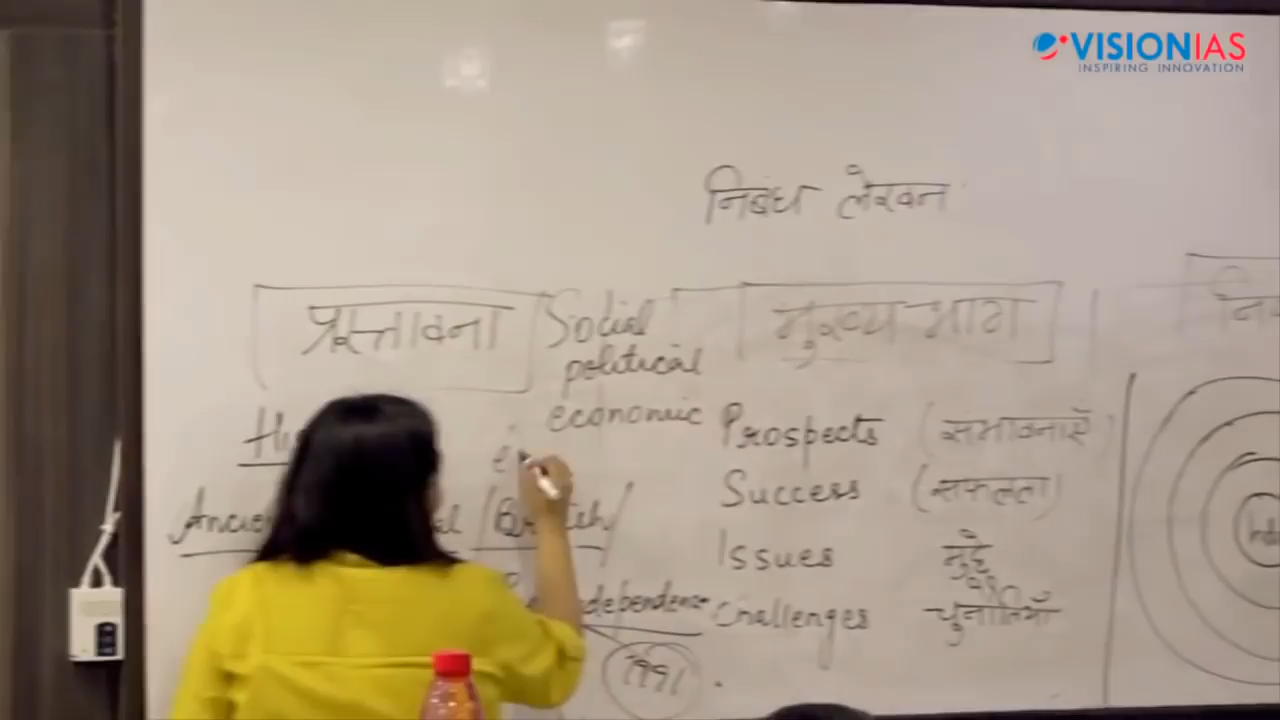 VISIONIAS
INSPIRING INNOVATION
निबंध लेखन
प्रस्तावना
Social
political
economic
मुख्य भाग
Prospects (संभावनाएँ)
Success (सफलता)
Issues मुद्दे
Challenges चुनौतियाँ
1991